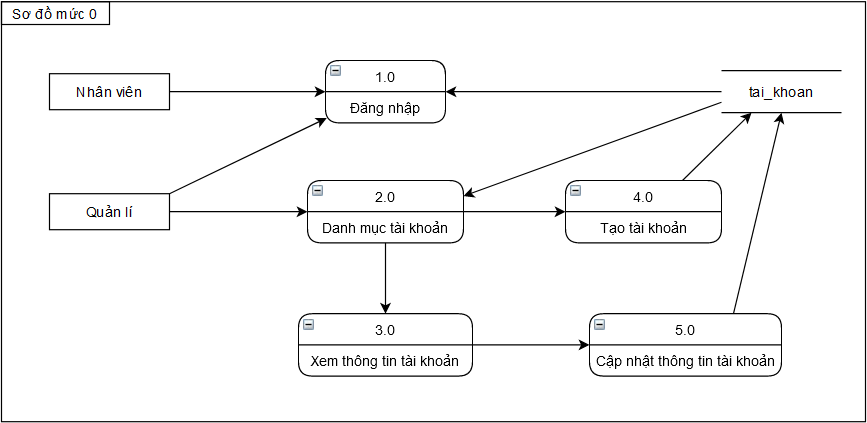 Sơ đồ mức 0
Nhân viên
1.0
Đăng nhập
tai_khoan
Quản lí
2.0
Danh mục tài khoản
4.0
Tạo tài khoản
3.0
Xem thông tin tài khoản
5.0
Cập nhật thông tin tài khoản